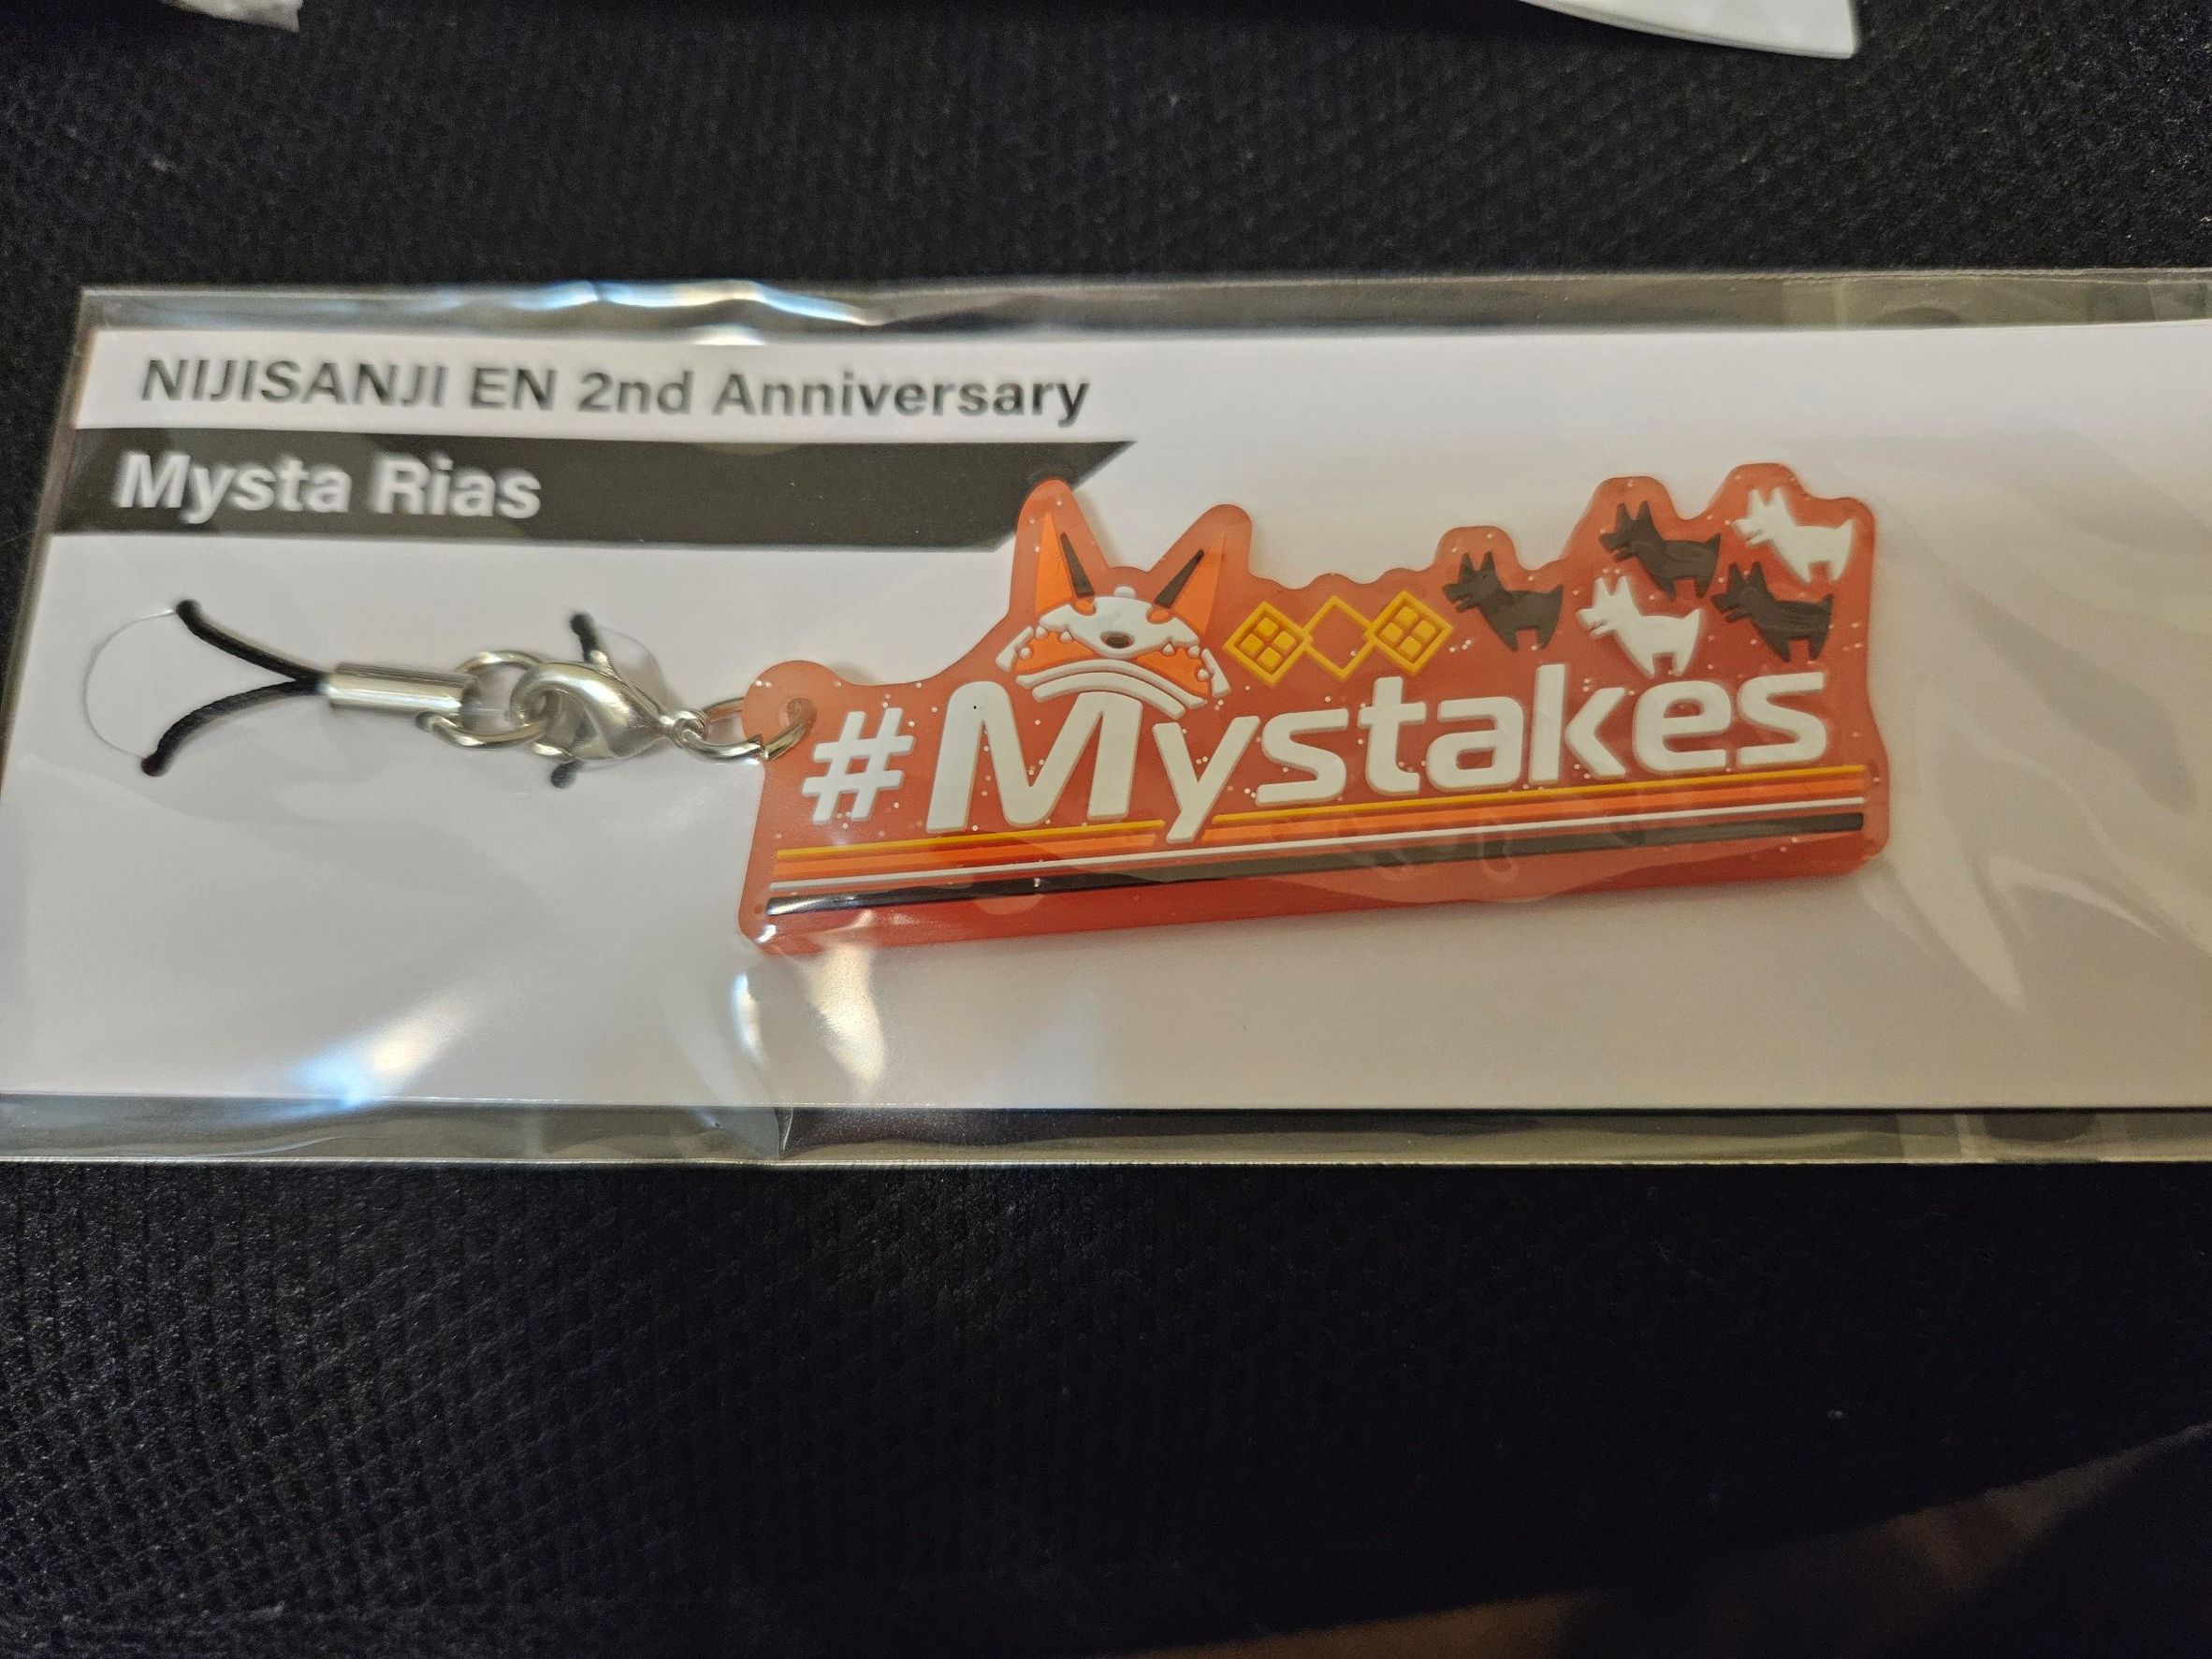 NIJISANJI EN 2nd Anniversary
Mysta Rias
#Mystakes